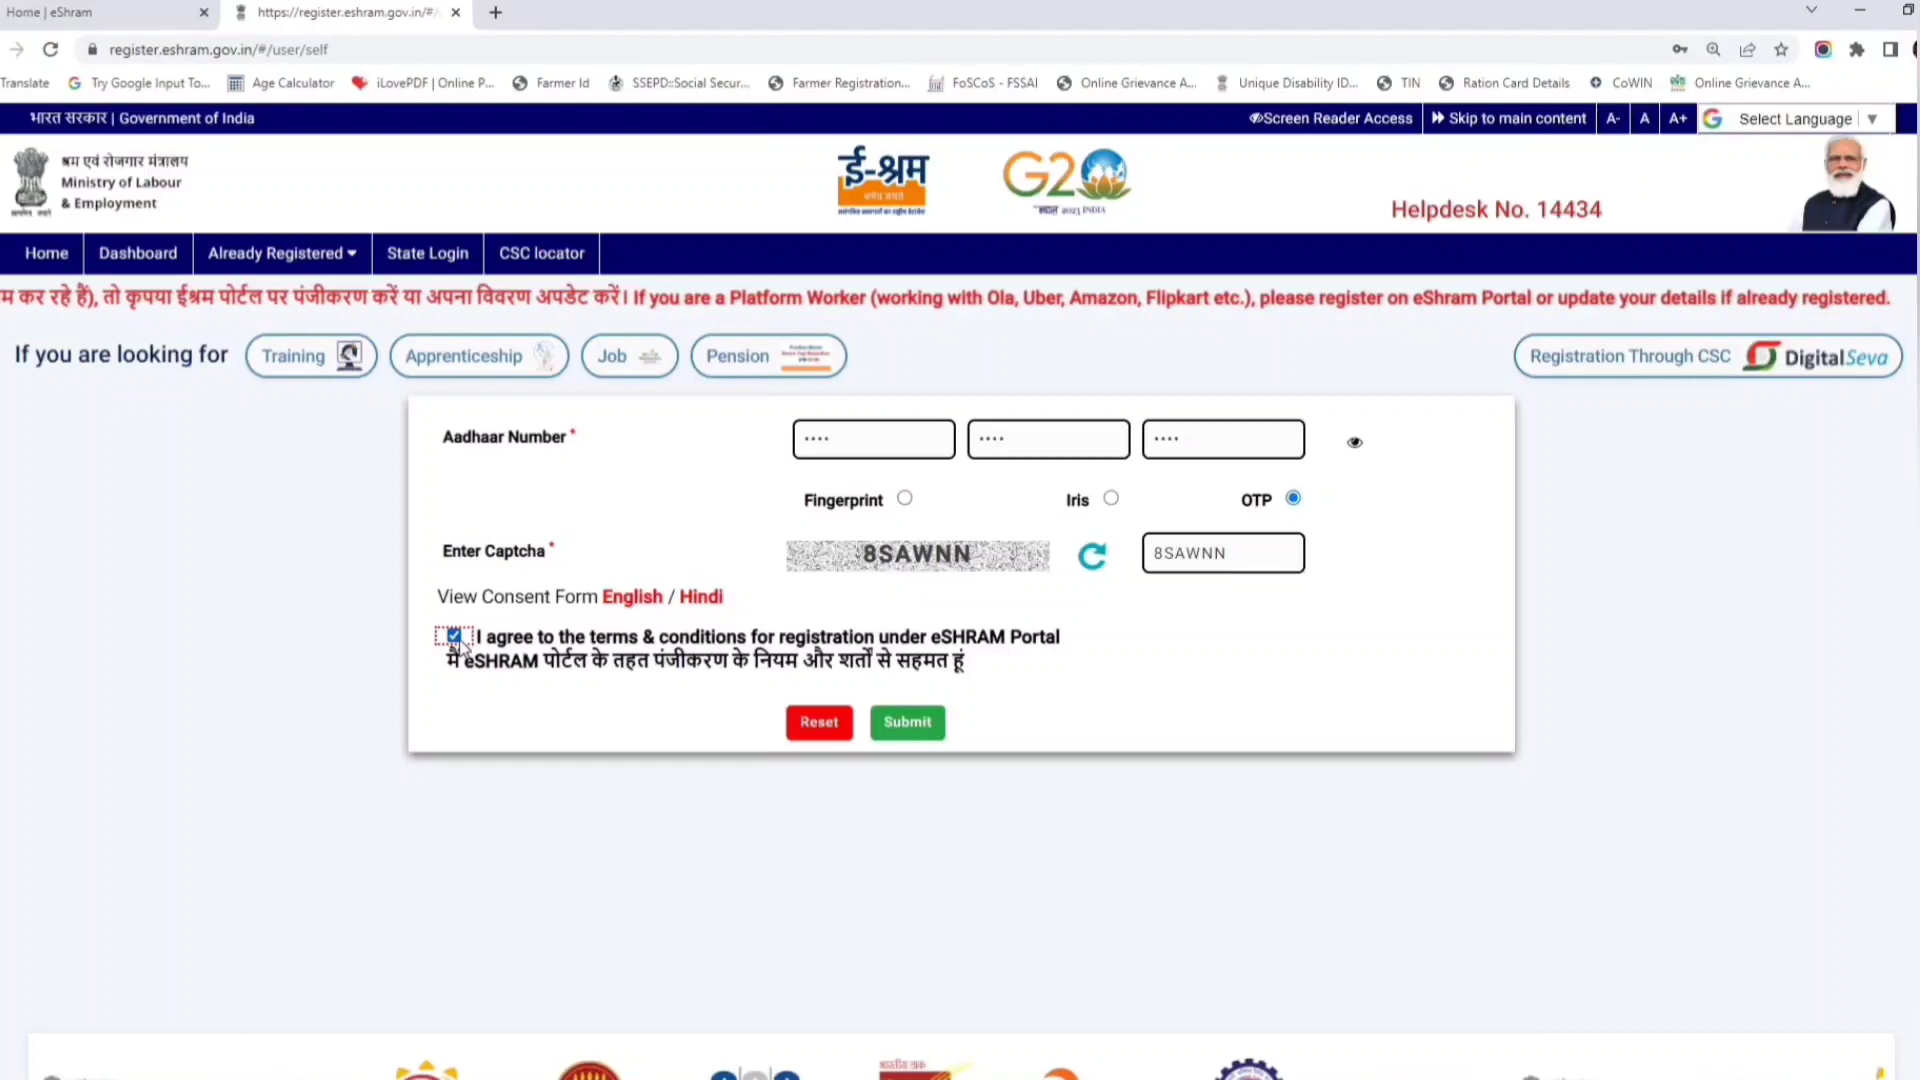 Home | eShram
https://register.eshram.gov.in/#/
register.eshram.gov.in/#/user/self
Translate
Try Google Input To...
Age Calculator
iLovePDF | Online P...
Farmer Id
SSEPD::Social Secur...
Farmer Registration...
FoSCoS - FSSAI
Online Grievance A...
Unique Disability ID...
TIN
Ration Card Details
CoWIN
Online Grievance A...
भारत सरकार | Government of India
Screen Reader Access
Skip to main content
A-
A
A+
Select Language
श्रम एवं रोजगार मंत्रालय
Ministry of Labour
& Employment
ई-श्रम
G20
2023 INDIA
Helpdesk No. 14434
Home
Dashboard
Already Registered
State Login
CSC locator
म कर रहे हैं), तो कृपया ईश्रम पोर्टल पर पंजीकरण करें या अपना विवरण अपडेट करें। If you are a Platform Worker (working with Ola, Uber, Amazon, Flipkart etc.), please register on eShram Portal or update your details if already registered.
If you are looking for
Training
Apprenticeship
Job
Pension
Registration Through CSC
DigitalSeva
Aadhaar Number *
Fingerprint
Iris
OTP
Enter Captcha *
8SAWNN
8SAWNN
View Consent Form English / Hindi
I agree to the terms & conditions for registration under eSHRAM Portal
मैं eSHRAM पोर्टल के तहत पंजीकरण के नियम और शर्तों से सहमत हूं
Reset
Submit